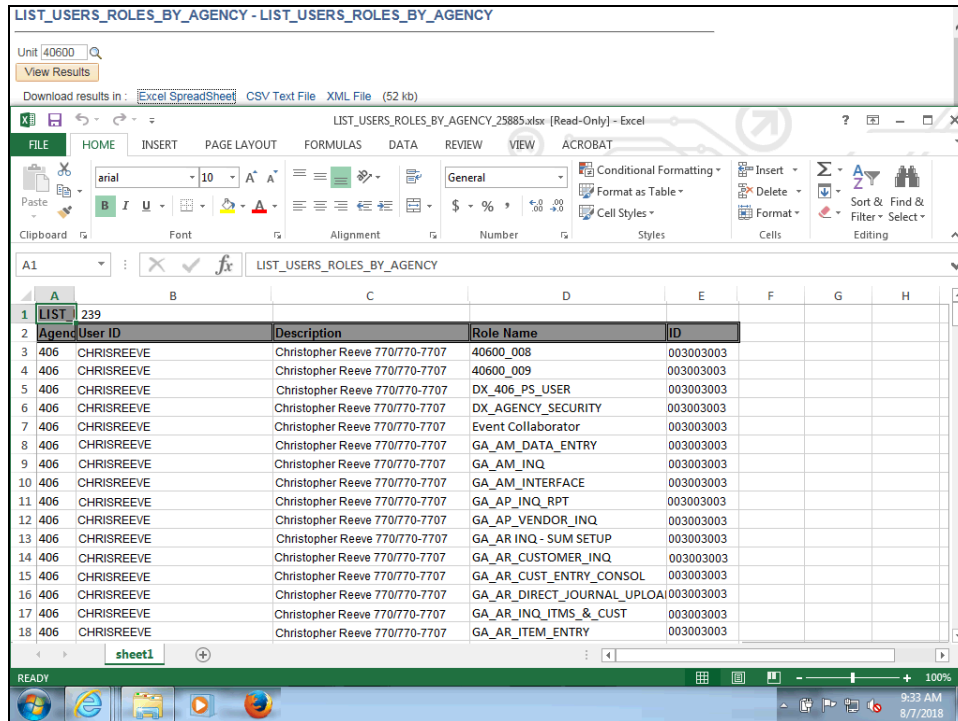 LIST_USERS_ROLES_BY_AGENCY - LIST_USERS_ROLES_BY_AGENCY
Unit 40600
View Results
Download results in : Excel SpreadSheet CSV Text File XML File (52 kb)
LIST_USERS_ROLES_BY_AGENCY_25885.xlsx [Read-Only] - Excel
FILE HOME INSERT PAGE LAYOUT FORMULAS DATA REVIEW VIEW ACROBAT
Paste
arial 10
B I U
General
$ % ,
Conditional Formatting
Format as Table
Cell Styles
Insert
Delete
Format
Sort & Filter
Find & Select
Clipboard Font Alignment Number Styles Cells Editing
A1 fx LIST_USERS_ROLES_BY_AGENCY
A B C D E F G H
1 LIST_ 239
2 Agenc User ID Description Role Name ID
3 406 CHRISREEVE Christopher Reeve 770/770-7707 40600_008 003003003
4 406 CHRISREEVE Christopher Reeve 770/770-7707 40600_009 003003003
5 406 CHRISREEVE Christopher Reeve 770/770-7707 DX_406_PS_USER 003003003
6 406 CHRISREEVE Christopher Reeve 770/770-7707 DX_AGENCY_SECURITY 003003003
7 406 CHRISREEVE Christopher Reeve 770/770-7707 Event Collaborator 003003003
8 406 CHRISREEVE Christopher Reeve 770/770-7707 GA_AM_DATA_ENTRY 003003003
9 406 CHRISREEVE Christopher Reeve 770/770-7707 GA_AM_INQ 003003003
10 406 CHRISREEVE Christopher Reeve 770/770-7707 GA_AM_INTERFACE 003003003
11 406 CHRISREEVE Christopher Reeve 770/770-7707 GA_AP_INQ_RPT 003003003
12 406 CHRISREEVE Christopher Reeve 770/770-7707 GA_AP_VENDOR_INQ 003003003
13 406 CHRISREEVE Christopher Reeve 770/770-7707 GA_AR INQ - SUM SETUP 003003003
14 406 CHRISREEVE Christopher Reeve 770/770-7707 GA_AR_CUSTOMER_INQ 003003003
15 406 CHRISREEVE Christopher Reeve 770/770-7707 GA_AR_CUST_ENTRY_CONSOL 003003003
16 406 CHRISREEVE Christopher Reeve 770/770-7707 GA_AR_DIRECT_JOURNAL_UPLOA 003003003
17 406 CHRISREEVE Christopher Reeve 770/770-7707 GA_AR_INQ_ITMS_&_CUST 003003003
18 406 CHRISREEVE Christopher Reeve 770/770-7707 GA_AR_ITEM_ENTRY 003003003
sheet1
READY 100%
9:33 AM
8/7/2018